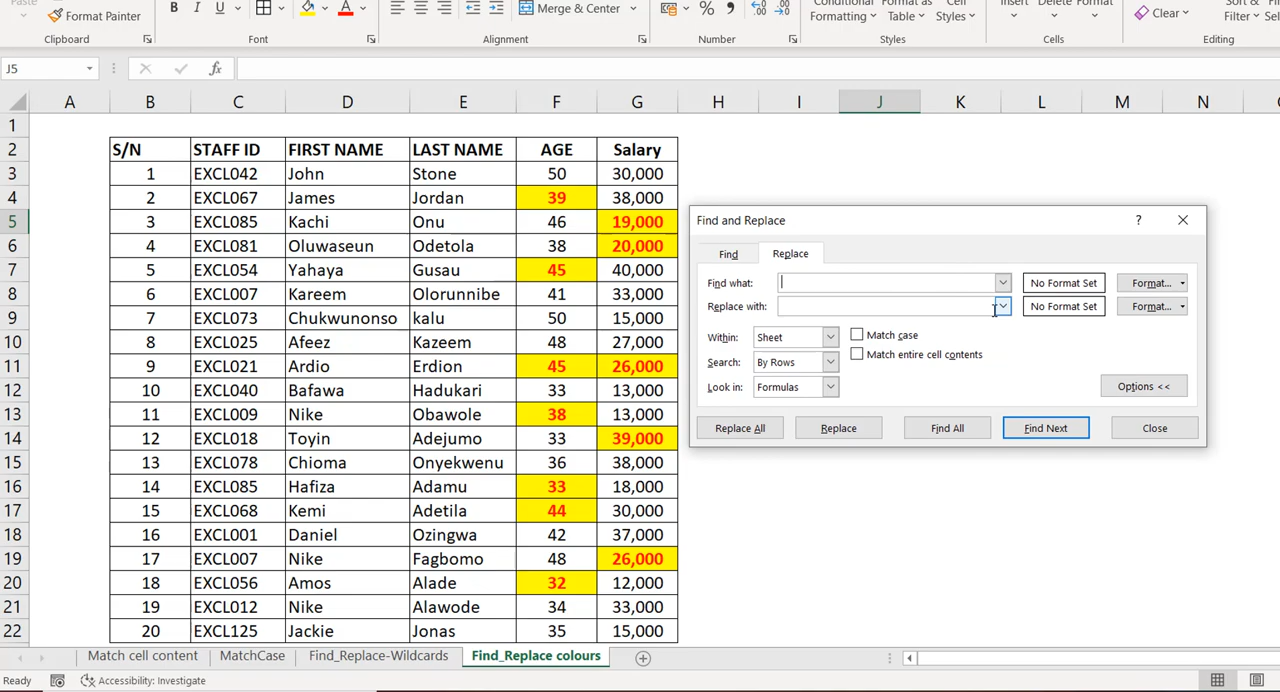 Paste
Format Painter
B I U
A
Merge & Center
%
Conditional Format as Cell
Formatting Table Styles
Insert Delete Format
Clear
Sort &
Filter
Clipboard
Font
Alignment
Number
Styles
Cells
Editing
J5
fx
A B C D E F G H I J K L M N
1
2 S/N STAFF ID FIRST NAME LAST NAME AGE Salary
3 1 EXCL042 John Stone 50 30,000
4 2 EXCL067 James Jordan 39 38,000
5 3 EXCL085 Kachi Onu 46 19,000
6 4 EXCL081 Oluwaseun Odetola 38 20,000
7 5 EXCL054 Yahaya Gusau 45 40,000
8 6 EXCL007 Kareem Olorunnibe 41 33,000
9 7 EXCL073 Chukwunonso kalu 50 15,000
10 8 EXCL025 Afeez Kazeem 48 27,000
11 9 EXCL021 Ardio Erdion 45 26,000
12 10 EXCL040 Bafawa Hadukari 33 13,000
13 11 EXCL009 Nike Obawole 38 13,000
14 12 EXCL018 Toyin Adejumo 33 39,000
15 13 EXCL078 Chioma Onyekwenu 36 38,000
16 14 EXCL085 Hafiza Adamu 33 18,000
17 15 EXCL068 Kemi Adetila 44 30,000
18 16 EXCL001 Daniel Ozingwa 42 37,000
19 17 EXCL007 Nike Fagbomo 48 26,000
20 18 EXCL056 Amos Alade 32 12,000
21 19 EXCL012 Nike Alawode 34 33,000
22 20 EXCL125 Jackie Jonas 35 15,000
Find and Replace ?
Find Replace
Find what: No Format Set Format...
Replace with: No Format Set Format...
Within: Sheet Match case
Search: By Rows Match entire cell contents
Look in: Formulas Options <<
Replace All Replace Find All Find Next Close
Match cell content MatchCase Find_Replace-Wildcards Find_Replace colours
Ready Accessibility: Investigate